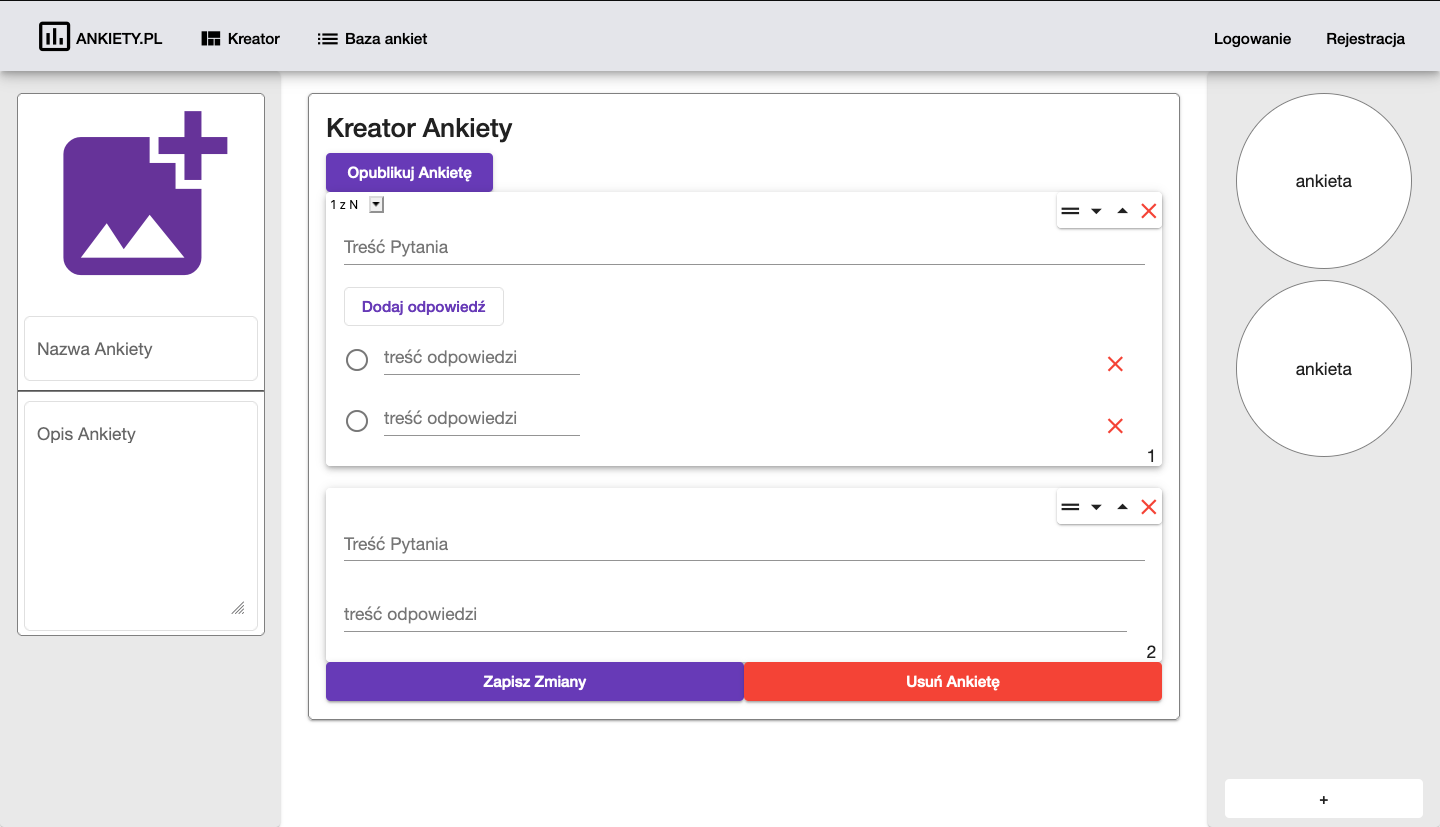 ANKIETY.PL
Kreator
Baza ankiet
Logowanie
Rejestracja
Nazwa Ankiety
Opis Ankiety
Kreator Ankiety
Opublikuj Ankietę
1 z N
Treść Pytania
Dodaj odpowiedź
treść odpowiedzi
treść odpowiedzi
1
Treść Pytania
treść odpowiedzi
2
Zapisz Zmiany
Usuń Ankietę
ankieta
ankieta
+